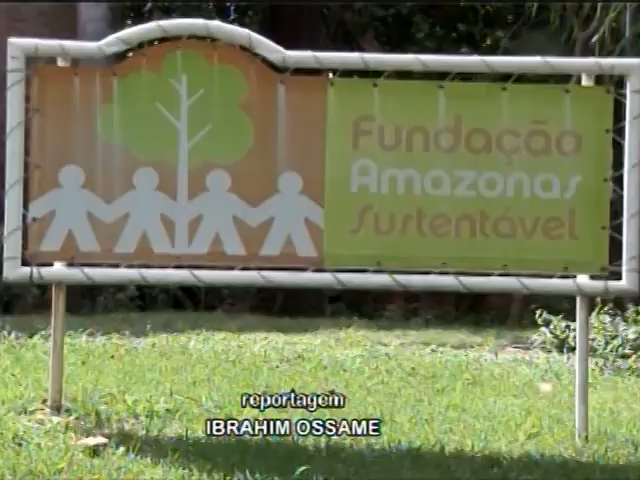 Fundação
Amazonas
Sustentável
reportagem
IBRAHIM OSSAME